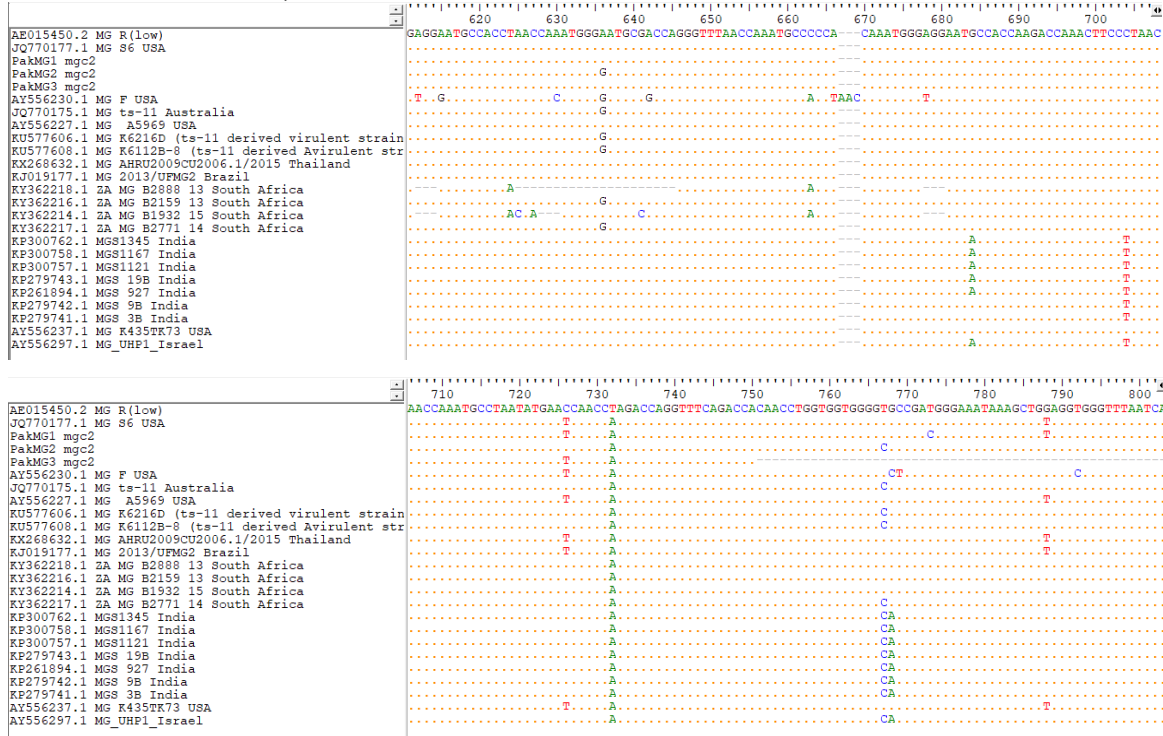 620 630 640 650 660 670 680 690 700
AE015450.2 MG R(low) GAGGAATGCCACCTAACCAAATGGGAATGCGACCAGGGTTTAACCAAATGCCCCCA---CAAATGGGAGGAATGCCACCAAGACCAAACTTCCCTAAC
JQ770177.1 MG S6 USA ---
PakMG1 mgc2 ---
PakMG2 mgc2 G ---
PakMG3 mgc2 ---
AY556230.1 MG F USA T G C G G A TAAC T
JQ770175.1 MG ts-11 Australia G ---
AY556227.1 MG A5969 USA ---
KU577606.1 MG K6216D (ts-11 derived virulent strain G ---
KU577608.1 MG K6112B-8 (ts-11 derived Avirulent str G ---
KX268632.1 MG AHRU2009CU2006.1/2015 Thailand ---
KJ019177.1 MG 2013/UFMG2 Brazil ---
KY362218.1 ZA MG B2888 13 South Africa --- A--------------------- A --- ---
KY362216.1 ZA MG B2159 13 South Africa G ---
KY362214.1 ZA MG B1932 15 South Africa --- AC.A--- C A --- ---
KY362217.1 ZA MG B2771 14 South Africa G ---
KP300762.1 MGS1345 India --- A T
KP300758.1 MGS1167 India --- A T
KP300757.1 MGS1121 India --- A T
KP279743.1 MGS 19B India --- A T
KP261894.1 MGS 927 India --- A T
KP279742.1 MGS 9B India --- T
KP279741.1 MGS 3B India --- T
AY556237.1 MG K435TK73 USA ---
AY556297.1 MG_UHP1_Israel --- A T
710 720 730 740 750 760 770 780 790 800
AE015450.2 MG R(low) AACCAAATGCCTAATATGAACCAACCTAGACCAGGTTTCAGACCACAACCTGGTGGTGGGGTGCCGATGGGAAATAAAGCTGGAGGTGGGTTTAATCA
JQ770177.1 MG S6 USA T A T
PakMG1 mgc2 T A C T
PakMG2 mgc2 A C
PakMG3 mgc2 T A ---
AY556230.1 MG F USA T A CT C
JQ770175.1 MG ts-11 Australia A C
AY556227.1 MG A5969 USA T A T
KU577606.1 MG K6216D (ts-11 derived virulent strain A C
KU577608.1 MG K6112B-8 (ts-11 derived Avirulent str A C
KX268632.1 MG AHRU2009CU2006.1/2015 Thailand T A T
KJ019177.1 MG 2013/UFMG2 Brazil T A T
KY362218.1 ZA MG B2888 13 South Africa A
KY362216.1 ZA MG B2159 13 South Africa A
KY362214.1 ZA MG B1932 15 South Africa A
KY362217.1 ZA MG B2771 14 South Africa A C
KP300762.1 MGS1345 India A CA
KP300758.1 MGS1167 India A CA
KP300757.1 MGS1121 India A CA
KP279743.1 MGS 19B India A CA
KP261894.1 MGS 927 India A CA
KP279742.1 MGS 9B India A CA
KP279741.1 MGS 3B India A CA
AY556237.1 MG K435TK73 USA T A T
AY556297.1 MG_UHP1_Israel A CA